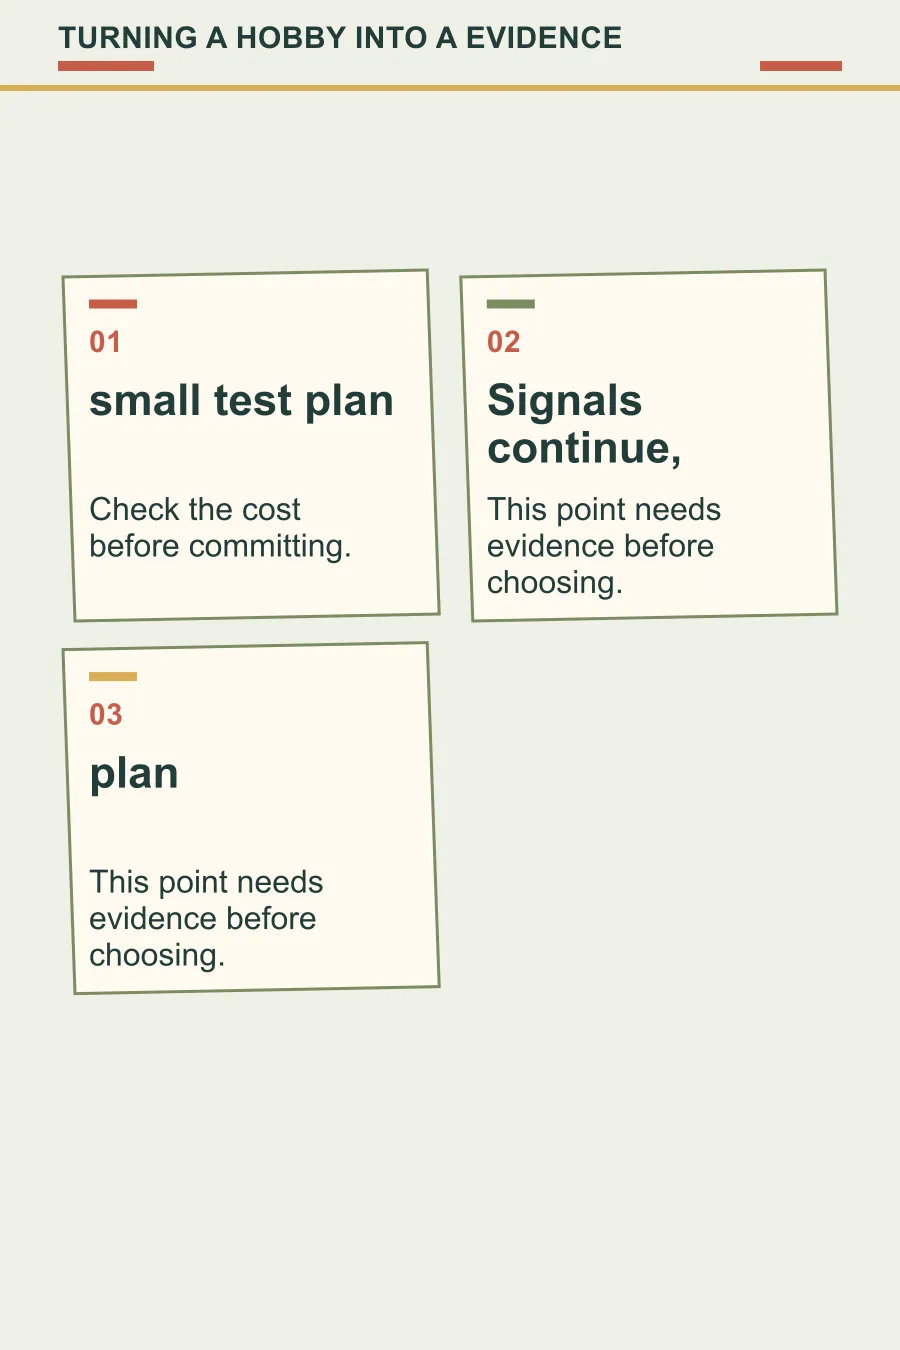 TURNING A HOBBY INTO A EVIDENCE
01
small test plan
Check the cost
before committing.
02
Signals
continue,
This point needs
evidence before
choosing.
03
plan
This point needs
evidence before
choosing.